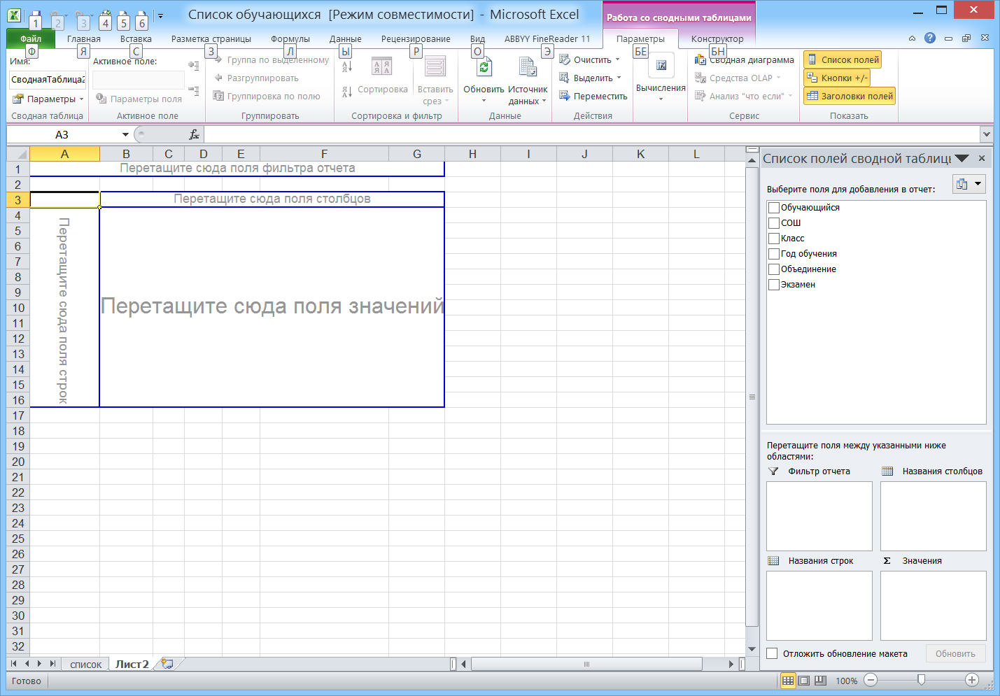 1 2 3 4 5 6
Список обучающихся [Режим совместимости] - Microsoft Excel
Работа со сводными таблицами
Файл Главная Вставка Разметка страницы Формулы Данные Рецензирование Вид ABBYY FineReader 11 Параметры Конструктор
Ф Я С З Л Ы Р О Э БЕ БН
Имя:
СводнаяТаблица2
Параметры
Сводная таблица
Активное поле:
Параметры поля
Активное поле
Группа по выделенному
Разгруппировать
Группировка по полю
Группировать
Сортировка
Вставить
срез
Сортировка и фильтр
Обновить
Источник
данных
Данные
Очистить
Выделить
Переместить
Действия
Вычисления
Сводная диаграмма
Средства OLAP
Анализ "что если"
Сервис
Список полей
Кнопки +/-
Заголовки полей
Показать
A3
fx
A B C D E F G H I J K L
1
2
3
4
5
6
7
8
9
10
11
12
13
14
15
16
17
18
19
20
21
22
23
24
25
26
27
28
29
30
31
32
Перетащите сюда поля фильтра отчета
Перетащите сюда поля столбцов
Перетащите сюда поля строк
Перетащите сюда поля значений
Список полей сводной таблиць
Выберите поля для добавления в отчет:
Обучающийся
СОШ
Класс
Год обучения
Объединение
Экзамен
Перетащите поля между указанными ниже
областями:
Фильтр отчета
Названия столбцов
Названия строк
Σ Значения
Отложить обновление макета
Обновить
список Лист2
Готово
100%